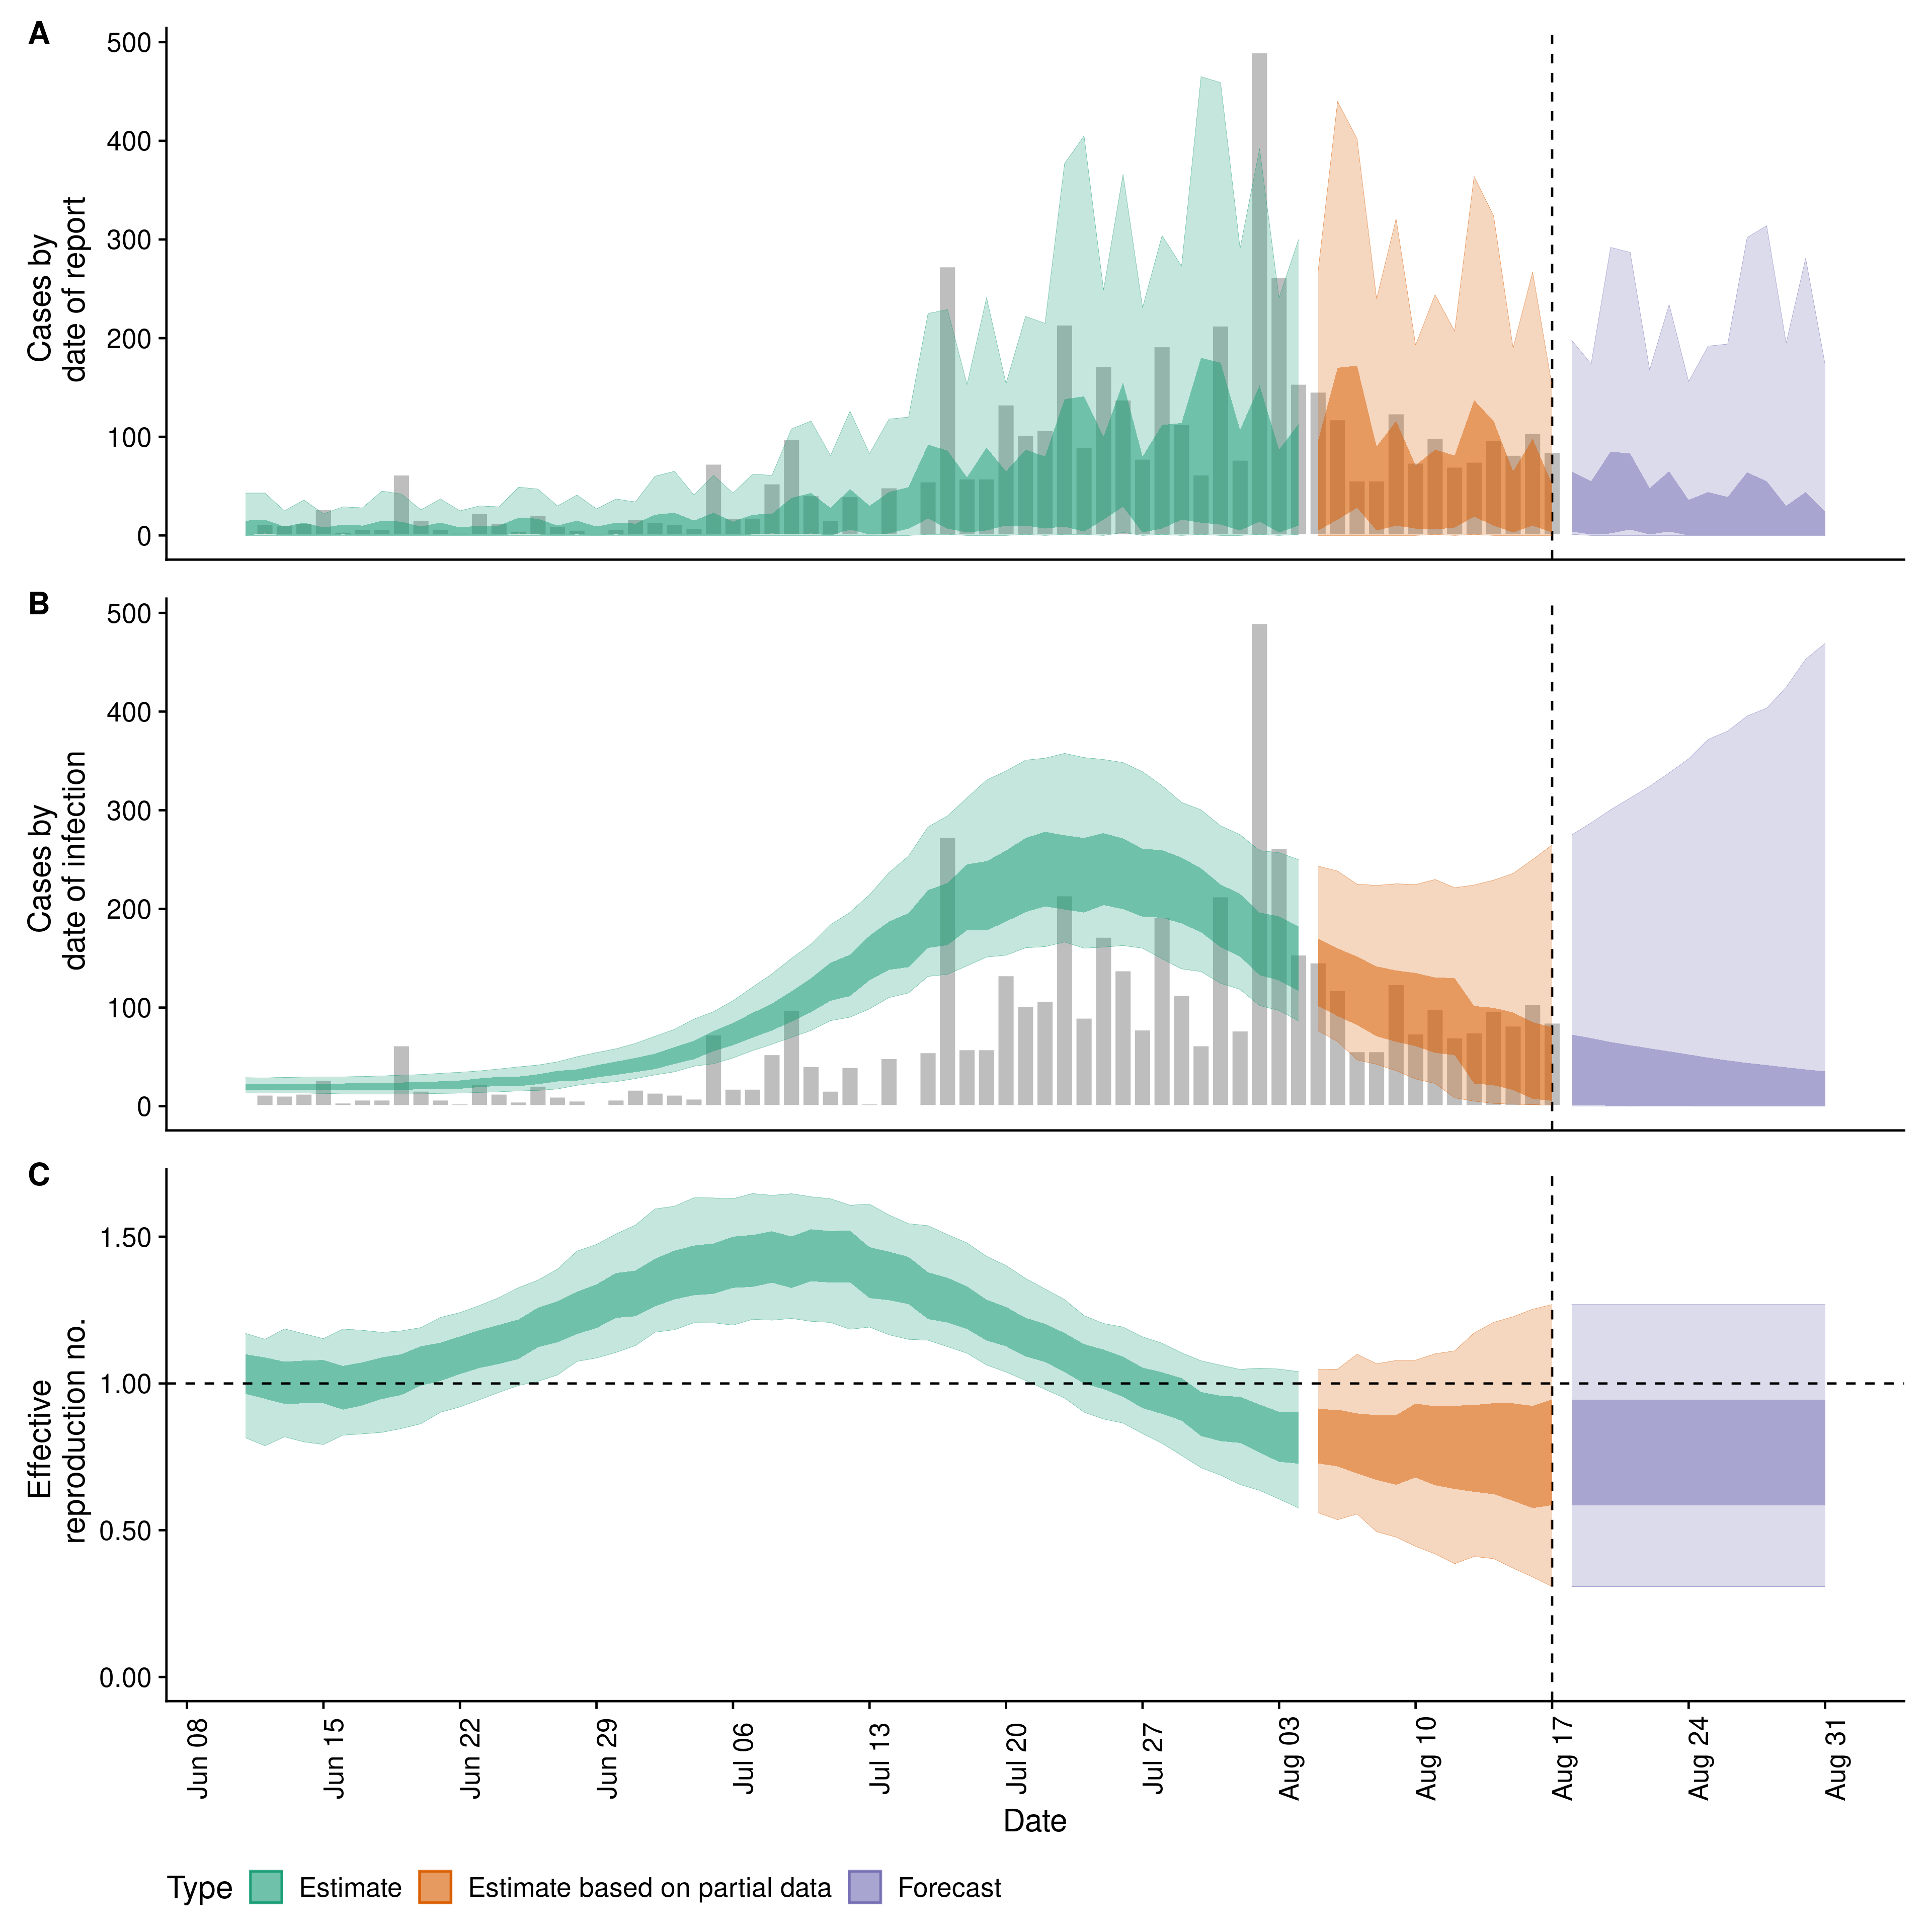 A
500
400
300
200
100
0
Cases by
date of report
B
500
400
300
200
100
0
Cases by
date of infection
C
1.50
1.00
0.50
0.00
Effective
reproduction no.
Jun 08
Jun 15
Jun 22
Jun 29
Jul 06
Jul 13
Jul 20
Jul 27
Aug 03
Aug 10
Aug 17
Aug 24
Aug 31
Date
Type Estimate Estimate based on partial data Forecast